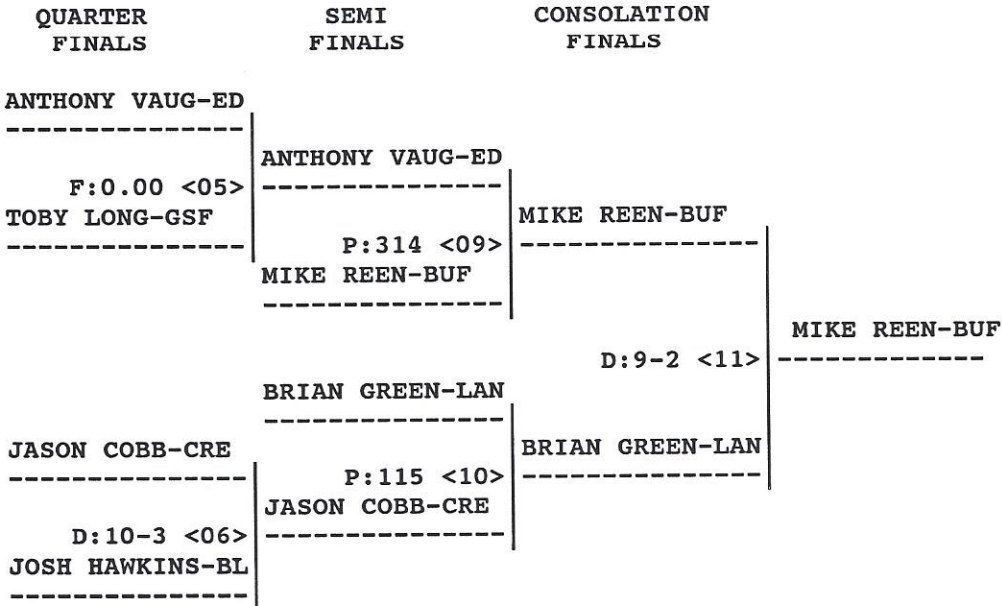 QUARTER FINALS
SEMI FINALS
CONSOLATION FINALS
ANTHONY VAUG-ED
F:0.00 <05>
TOBY LONG-GSF
ANTHONY VAUG-ED
P:314 <09>
MIKE REEN-BUF
MIKE REEN-BUF
D:9-2 <11>
MIKE REEN-BUF
BRIAN GREEN-LAN
P:115 <10>
JASON COBB-CRE
BRIAN GREEN-LAN
JASON COBB-CRE
D:10-3 <06>
JOSH HAWKINS-BL